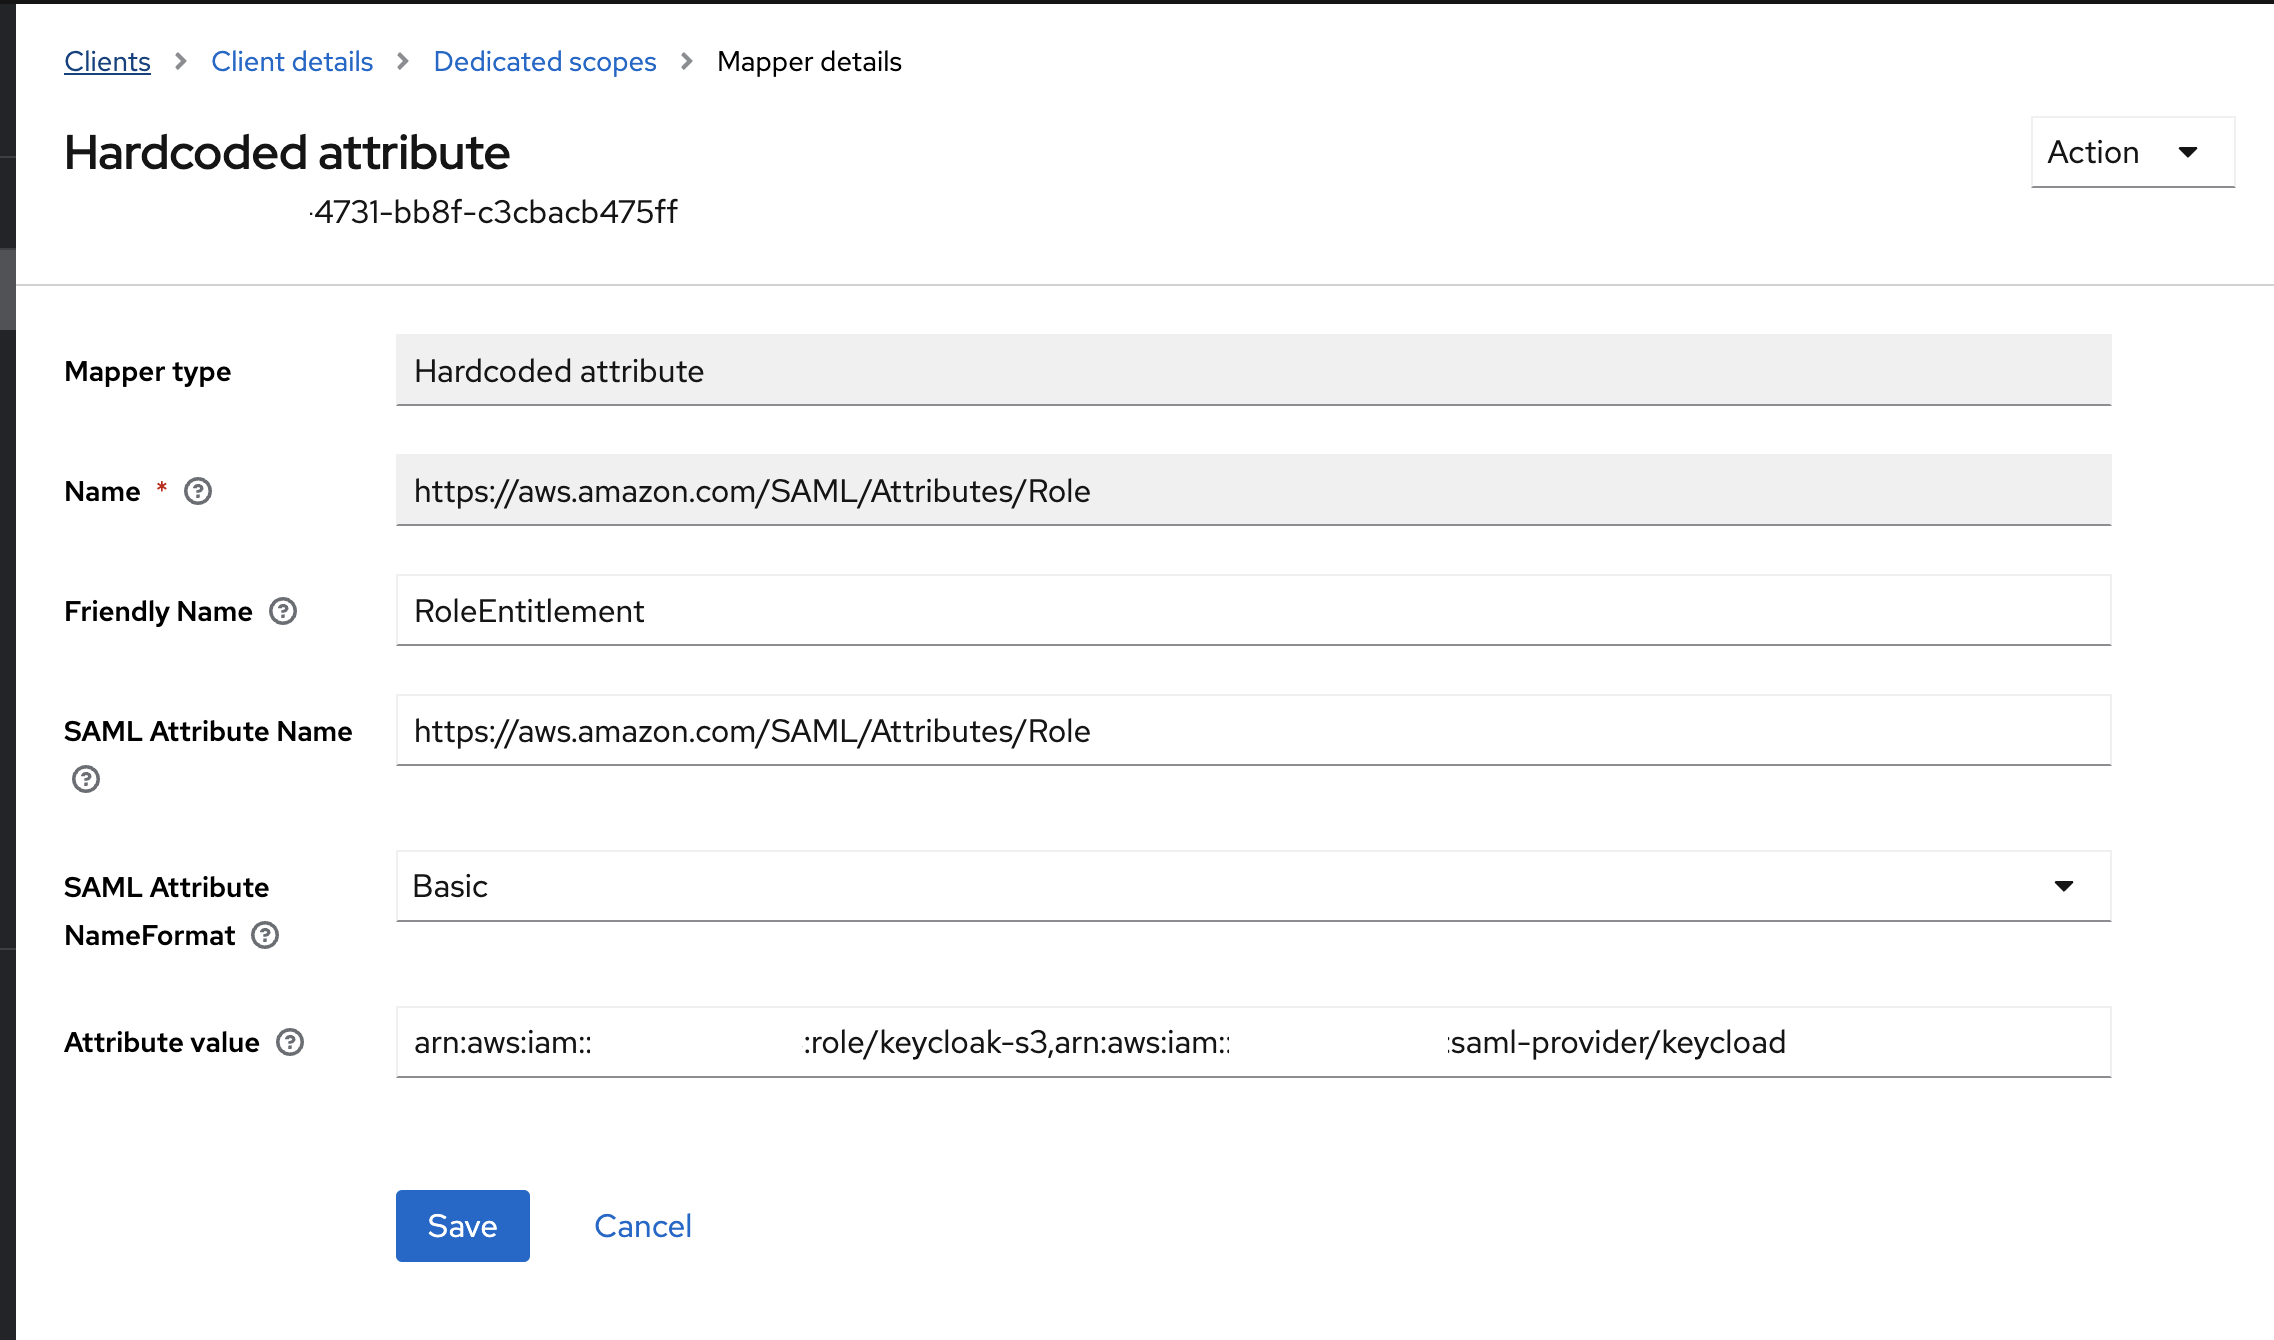 Clients > Client details > Dedicated scopes > Mapper details
Hardcoded attribute
Action
-4731-bb8f-c3cbacb475ff
Mapper type
Hardcoded attribute
Name *
https://aws.amazon.com/SAML/Attributes/Role
Friendly Name
RoleEntitlement
SAML Attribute Name
https://aws.amazon.com/SAML/Attributes/Role
SAML Attribute
NameFormat
Basic
Attribute value
arn:aws:iam:: :role/keycloak-s3,arn:aws:iam:: :saml-provider/keycload
Save
Cancel